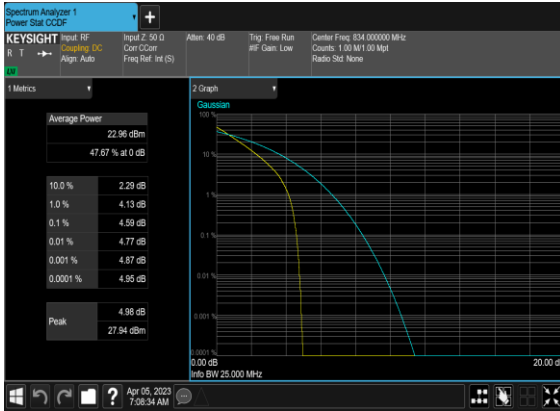 Spectrum Analyzer 1
Power Stat CCDF
+
KEYSIGHT
R T
LXI
Input: RF
Coupling: DC
Align: Auto
Input Z: 50 Ω
Corr CCorr
Freq Ref: Int (S)
Atten: 40 dB
Trig: Free Run
#IF Gain: Low
Center Freq: 834.000000 MHz
Counts: 1.00 M/1.00 Mpt
Radio Std: None
1 Metrics
Average Power
22.96 dBm
47.67 % at 0 dB
10.0 % 2.29 dB
1.0 % 4.13 dB
0.1 % 4.59 dB
0.01 % 4.77 dB
0.001 % 4.87 dB
0.0001 % 4.95 dB
Peak
4.98 dB
27.94 dBm
2 Graph
Gaussian
100 %
10 %
1 %
0.1 %
0.01 %
0.001 %
0.0001 %
0.00 dB
20.00 d
Info BW 25.000 MHz
?
Apr 05, 2023
7:08:34 AM